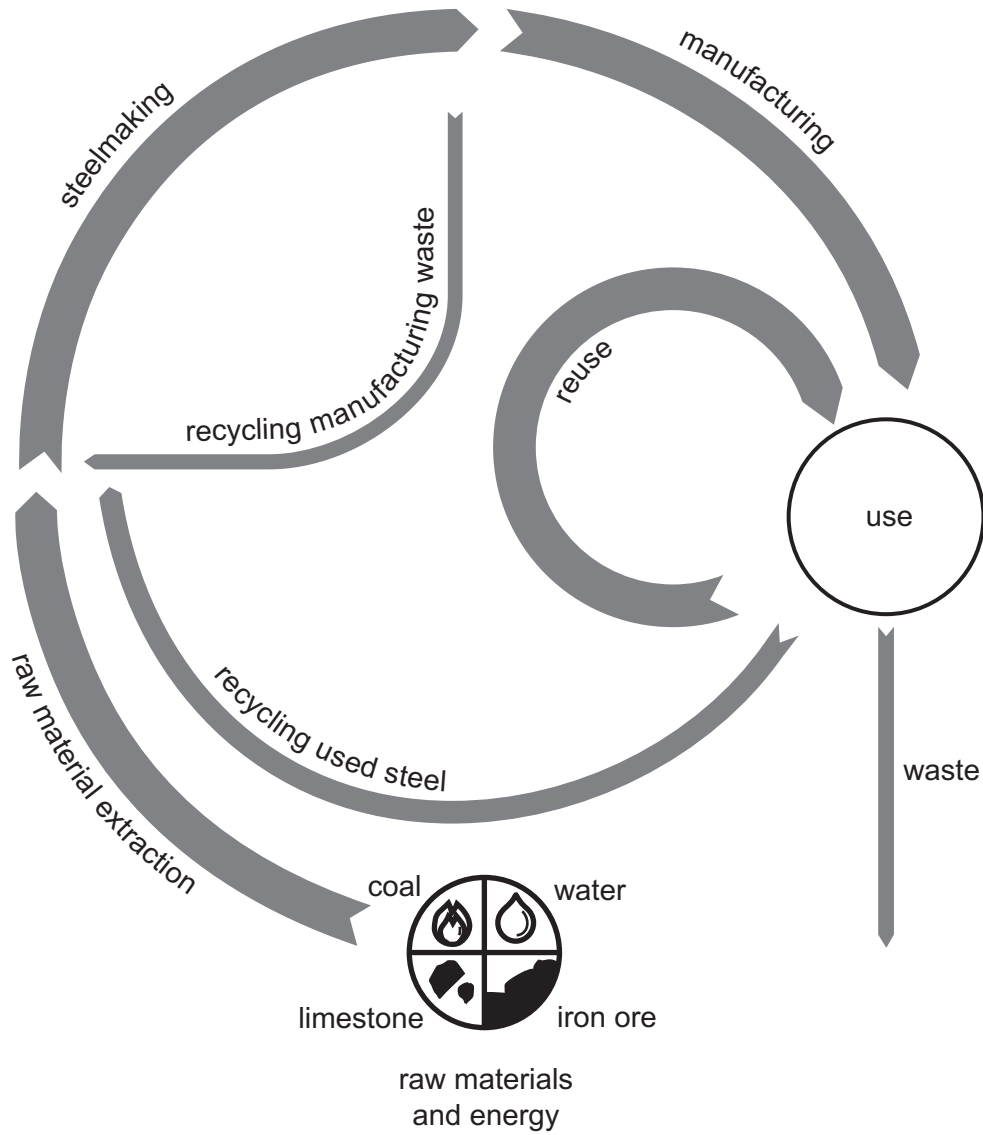 manufacturing
steelmaking
recycling manufacturing waste
reuse
use
recycling used steel
raw material extraction
waste
coal
water
limestone
iron ore
raw materials
and energy